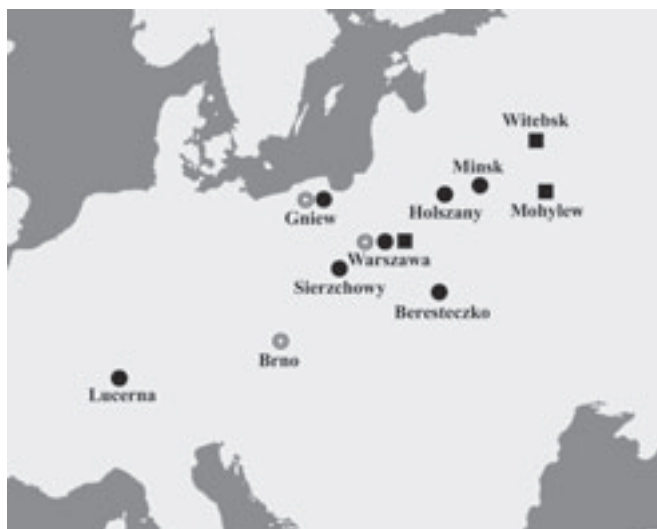 Witebsk
Minsk
Holszany
Mohylew
Gniew
Warszawa
Sierzchowy
Beresteczko
Brno
Lucerna